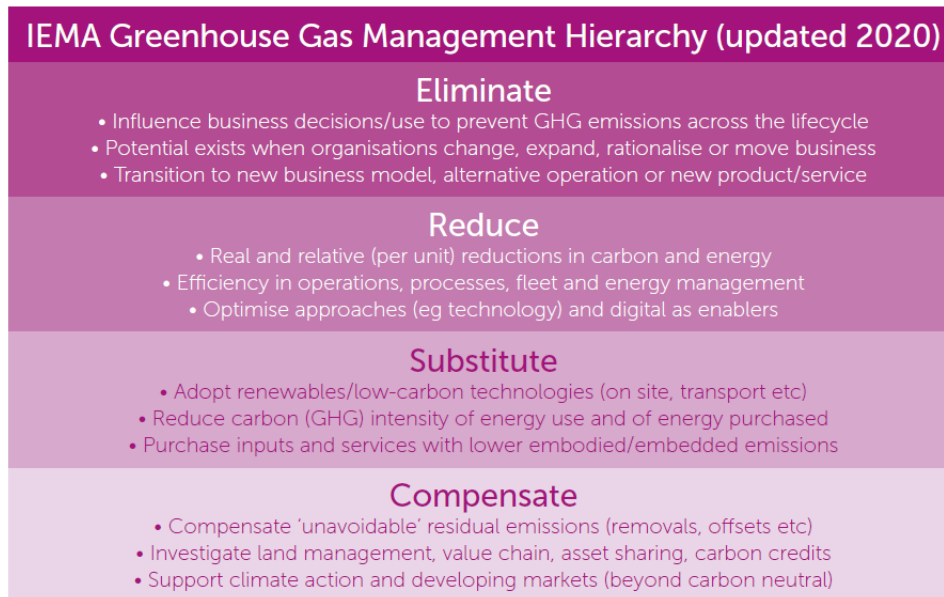 IEMA Greenhouse Gas Management Hierarchy (updated 2020)
Eliminate
• Influence business decisions/use to prevent GHG emissions across the lifecycle
• Potential exists when organisations change, expand, rationalise or move business
• Transition to new business model, alternative operation or new product/service
Reduce
• Real and relative (per unit) reductions in carbon and energy
• Efficiency in operations, processes, fleet and energy management
• Optimise approaches (eg technology) and digital as enablers
Substitute
• Adopt renewables/low-carbon technologies (on site, transport etc)
• Reduce carbon (GHG) intensity of energy use and of energy purchased
• Purchase inputs and services with lower embodied/embedded emissions
Compensate
• Compensate ‘unavoidable’ residual emissions (removals, offsets etc)
• Investigate land management, value chain, asset sharing, carbon credits
• Support climate action and developing markets (beyond carbon neutral)